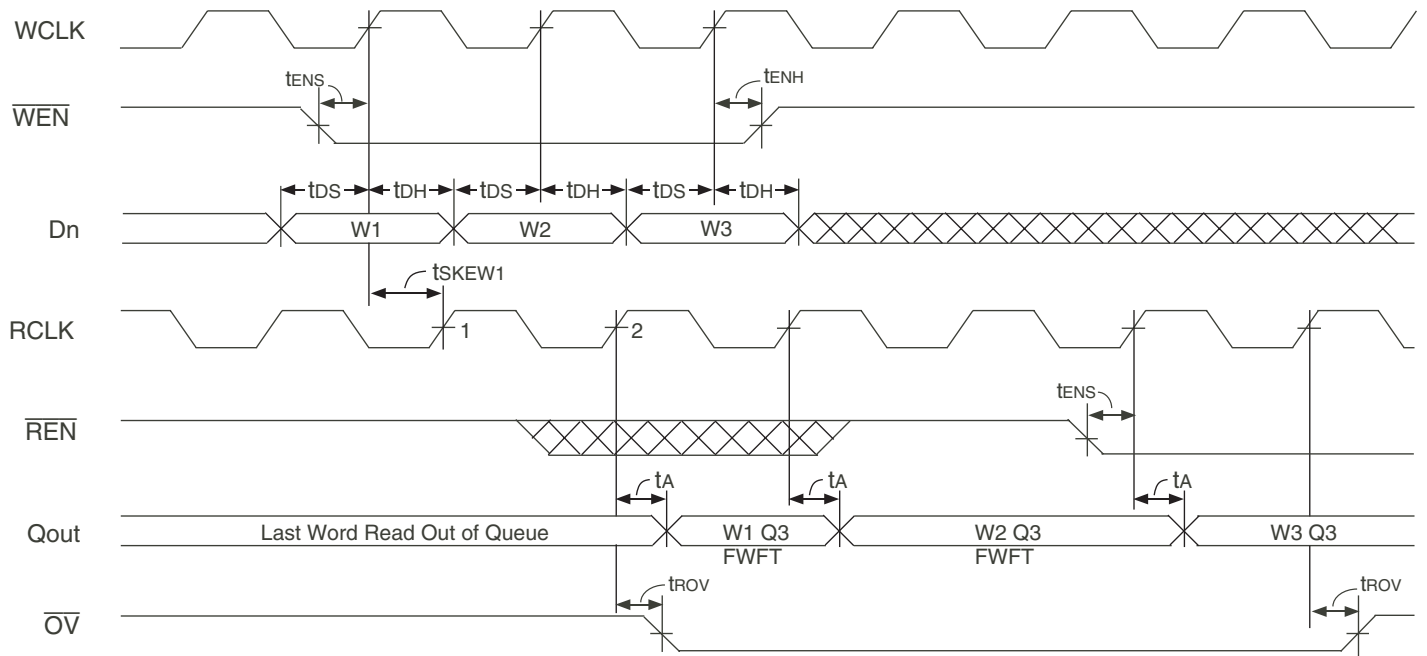 WCLK
tENS
tENH
WEN
tDS tDH tDS tDH tDS tDH
Dn W1 W2 W3
tSKEW1
RCLK 1 2
tENS
REN
tA tA tA
Qout Last Word Read Out of Queue W1 Q3 W2 Q3 W3 Q3
FWFT FWFT
tROV tROV
OV